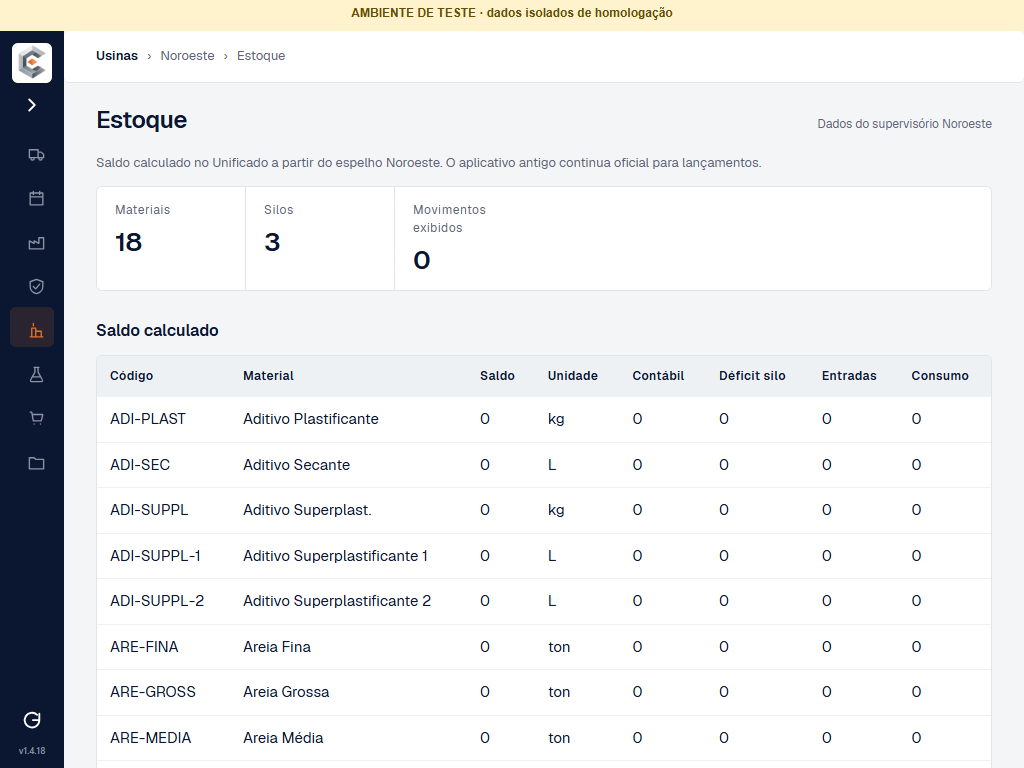 AMBIENTE DE TESTE · dados isolados de homologação
Usinas › Noroeste › Estoque
Estoque
Dados do supervisório Noroeste
Saldo calculado no Unificado a partir do espelho Noroeste. O aplicativo antigo continua oficial para lançamentos.
Materiais
18
Silos
3
Movimentos
exibidos
0
Saldo calculado
Código Material Saldo Unidade Contábil Déficit silo Entradas Consumo
ADI-PLAST Aditivo Plastificante 0 kg 0 0 0 0
ADI-SEC Aditivo Secante 0 L 0 0 0 0
ADI-SUPPL Aditivo Superplast. 0 kg 0 0 0 0
ADI-SUPPL-1 Aditivo Superplastificante 1 0 L 0 0 0 0
ADI-SUPPL-2 Aditivo Superplastificante 2 0 L 0 0 0 0
ARE-FINA Areia Fina 0 ton 0 0 0 0
ARE-GROSS Areia Grossa 0 ton 0 0 0 0
ARE-MEDIA Areia Média 0 ton 0 0 0 0
v1.4.18